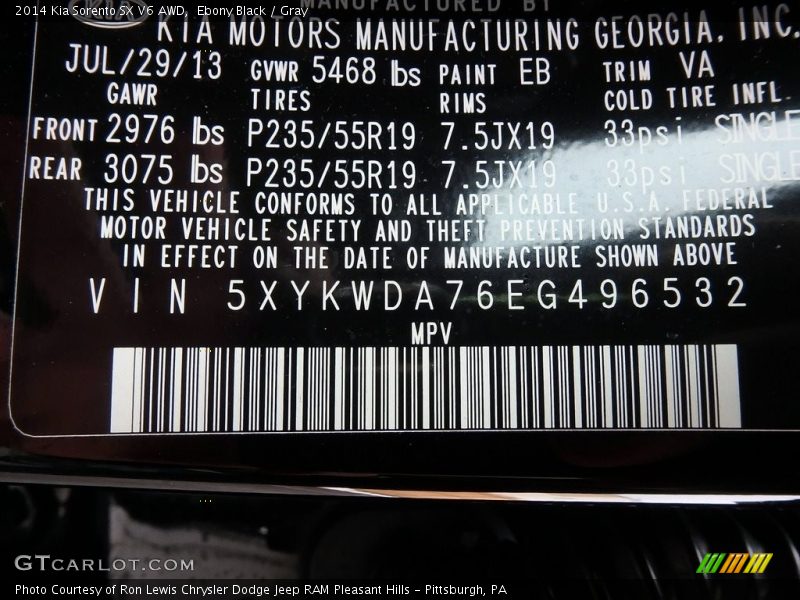 2014 Kia Sorento SX V6 AWD, Ebony Black / Gray
MANUFACTURED BY
KIA MOTORS MANUFACTURING GEORGIA, INC.
JUL/29/13 GVWR 5468 lbs PAINT EB TRIM VA
GAWR TIRES RIMS COLD TIRE INFL.
FRONT 2976 lbs P235/55R19 7.5JX19 33psi SINGLE
REAR 3075 lbs P235/55R19 7.5JX19 33psi SINGLE
THIS VEHICLE CONFORMS TO ALL APPLICABLE U.S.A. FEDERAL
MOTOR VEHICLE SAFETY AND THEFT PREVENTION STANDARDS
IN EFFECT ON THE DATE OF MANUFACTURE SHOWN ABOVE
VIN 5XYKWDA76EG496532
MPV
GTCARLOT.COM
Photo Courtesy of Ron Lewis Chrysler Dodge Jeep RAM Pleasant Hills - Pittsburgh, PA